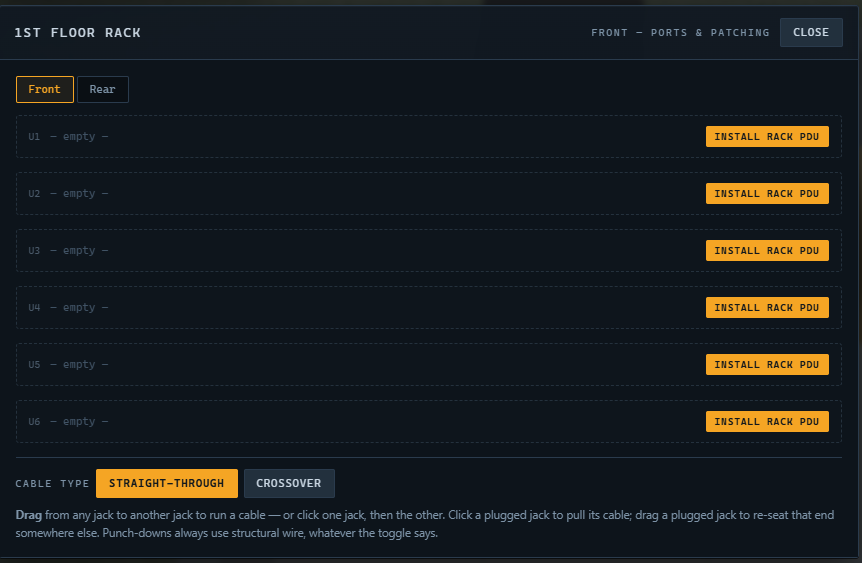 1ST FLOOR RACK
FRONT — PORTS & PATCHING
CLOSE
Front
Rear
U1 — empty —
INSTALL RACK PDU
U2 — empty —
INSTALL RACK PDU
U3 — empty —
INSTALL RACK PDU
U4 — empty —
INSTALL RACK PDU
U5 — empty —
INSTALL RACK PDU
U6 — empty —
INSTALL RACK PDU
CABLE TYPE
STRAIGHT-THROUGH
CROSSOVER
Drag from any jack to another jack to run a cable — or click one jack, then the other. Click a plugged jack to pull its cable; drag a plugged jack to re-seat that end
somewhere else. Punch-downs always use structural wire, whatever the toggle says.